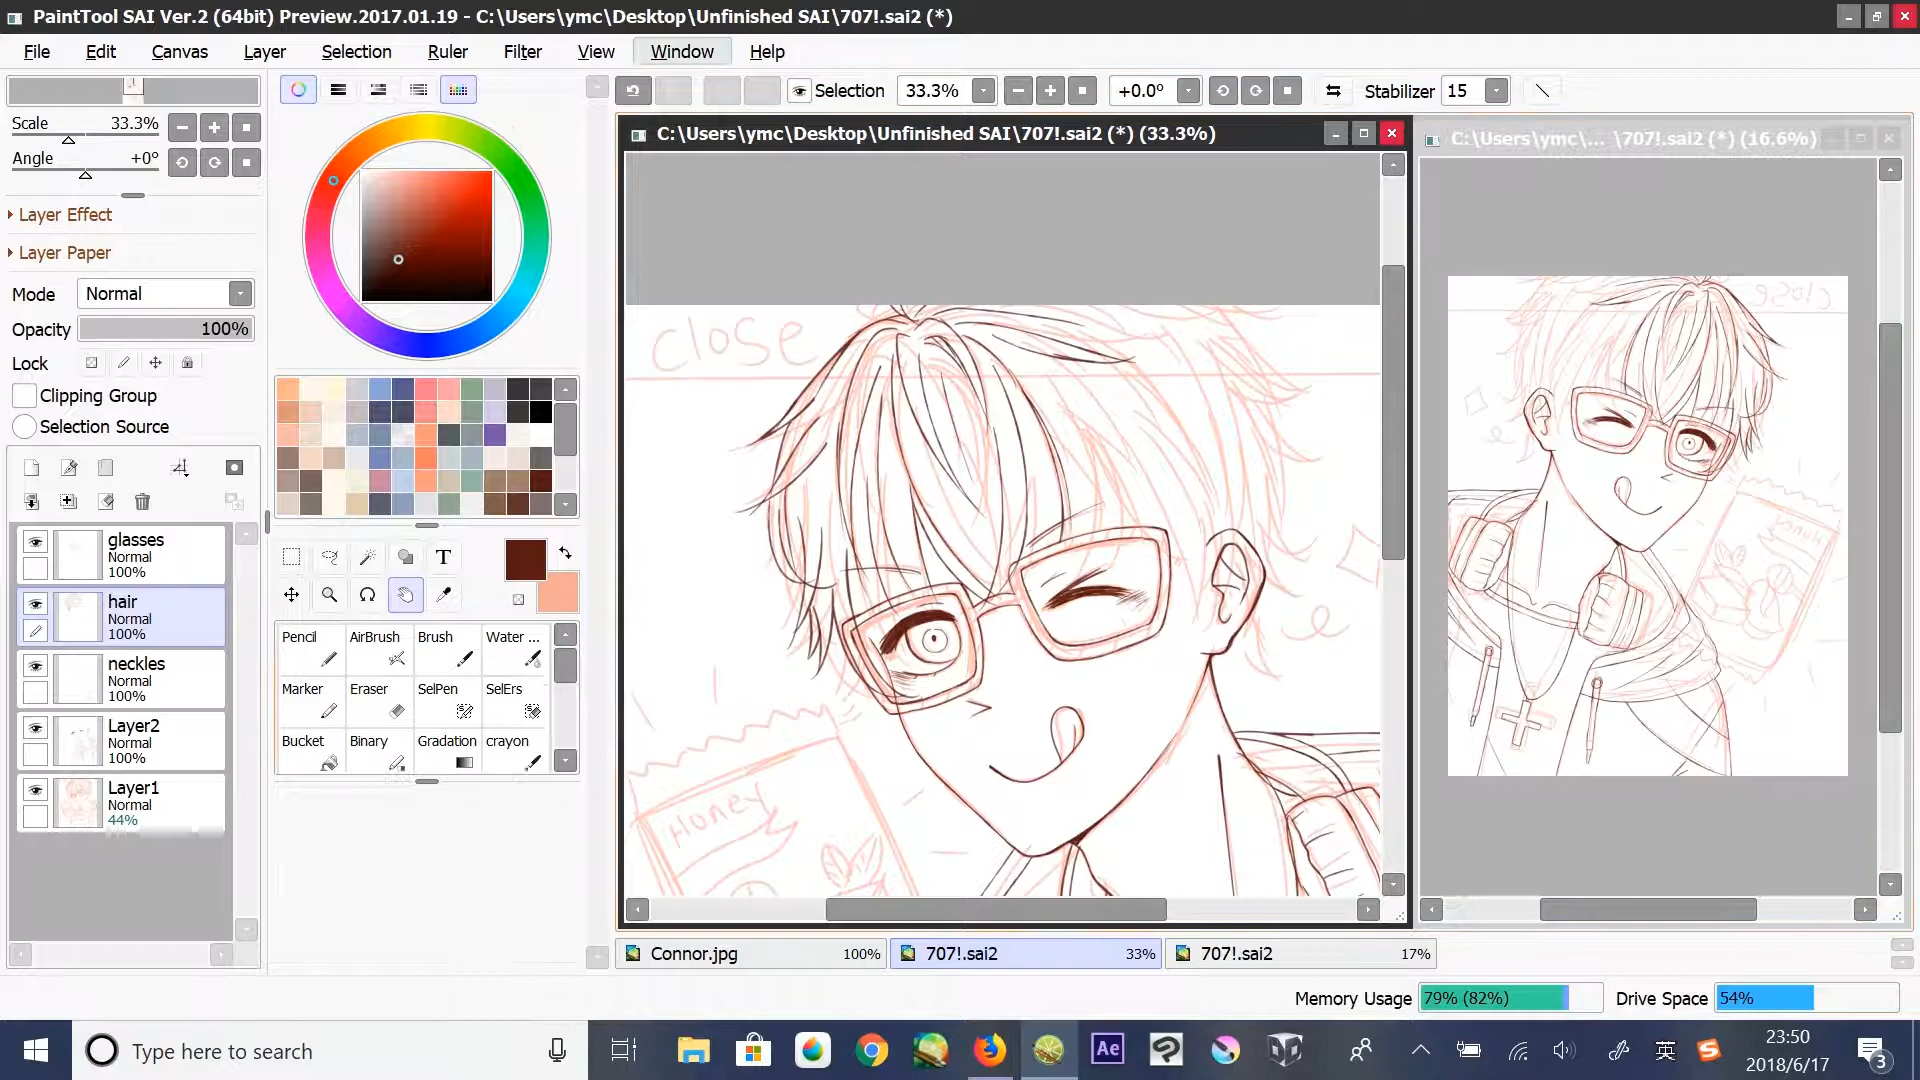 PaintTool SAI Ver.2 (64bit) Preview.2017.01.19 - C:\Users\ymc\Desktop\Unfinished SAI\707!.sai2 (*)
File Edit Canvas Layer Selection Ruler Filter View Window Help
Selection 33.3% +0.0° Stabilizer 15
Scale 33.3%
Angle +0°
Layer Effect
Layer Paper
Mode Normal
Opacity 100%
Lock
Clipping Group
Selection Source
glasses
Normal
100%
hair
Normal
100%
neckles
Normal
100%
Layer2
Normal
100%
Layer1
Normal
44%
T
Pencil AirBrush Brush Water ...
Marker Eraser SelPen SelErs
Bucket Binary Gradation crayon
C:\Users\ymc\Desktop\Unfinished SAI\707!.sai2 (*) (33.3%)
close
Honey
C:\Users\ymc\... \707!.sai2 (*) (16.6%)
close
Connor.jpg 100% 707!.sai2 33% 707!.sai2 17%
Memory Usage 79% (82%) Drive Space 54%
Type here to search
Ae
英
S
23:50
2018/6/17
3